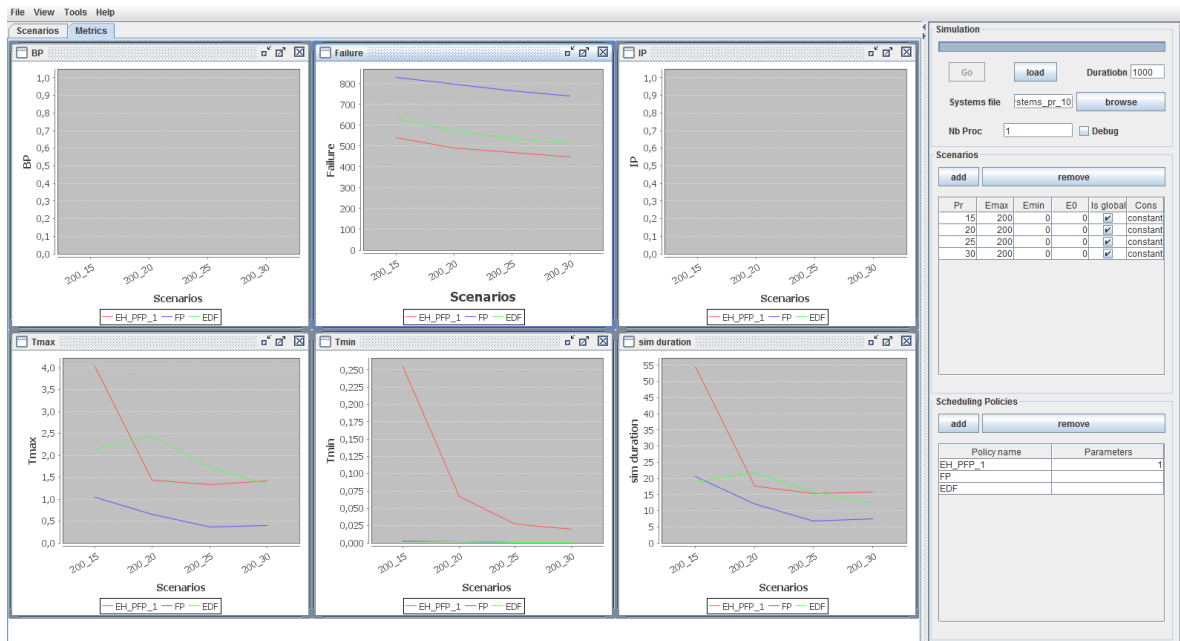 File View Tools Help
Scenarios Metrics
BP
1,0
0,9
0,8
0,7
0,6
0,5
0,4
0,3
0,2
0,1
0,0
BP
200_15 200_20 200_25 200_30
Scenarios
EH_PFP_1 FP EDF
Failure
800
700
600
500
400
300
200
100
0
Failure
200_15 200_20 200_25 200_30
Scenarios
EH_PFP_1 FP EDF
IP
1,0
0,9
0,8
0,7
0,6
0,5
0,4
0,3
0,2
0,1
0,0
IP
200_15 200_20 200_25 200_30
Scenarios
EH_PFP_1 FP EDF
Tmax
4,0
3,5
3,0
2,5
2,0
1,5
1,0
0,5
0,0
Tmax
200_15 200_20 200_25 200_30
Scenarios
EH_PFP_1 FP EDF
Tmin
0,250
0,225
0,200
0,175
0,150
0,125
0,100
0,075
0,050
0,025
0,000
Tmin
200_15 200_20 200_25 200_30
Scenarios
EH_PFP_1 FP EDF
sim duration
55
50
45
40
35
30
25
20
15
10
5
0
sim duration
200_15 200_20 200_25 200_30
Scenarios
EH_PFP_1 FP EDF
Simulation
Go load Duratiobn 1000
Systems file stems_pr_10 browse
Nb Proc 1 Debug
Scenarios
add remove
Pr Emax Emin E0 Is global Cons
15 200 0 0 constant
20 200 0 0 constant
25 200 0 0 constant
30 200 0 0 constant
Scheduling Policies
add remove
Policy name Parameters
EH_PFP_1 1
FP
EDF